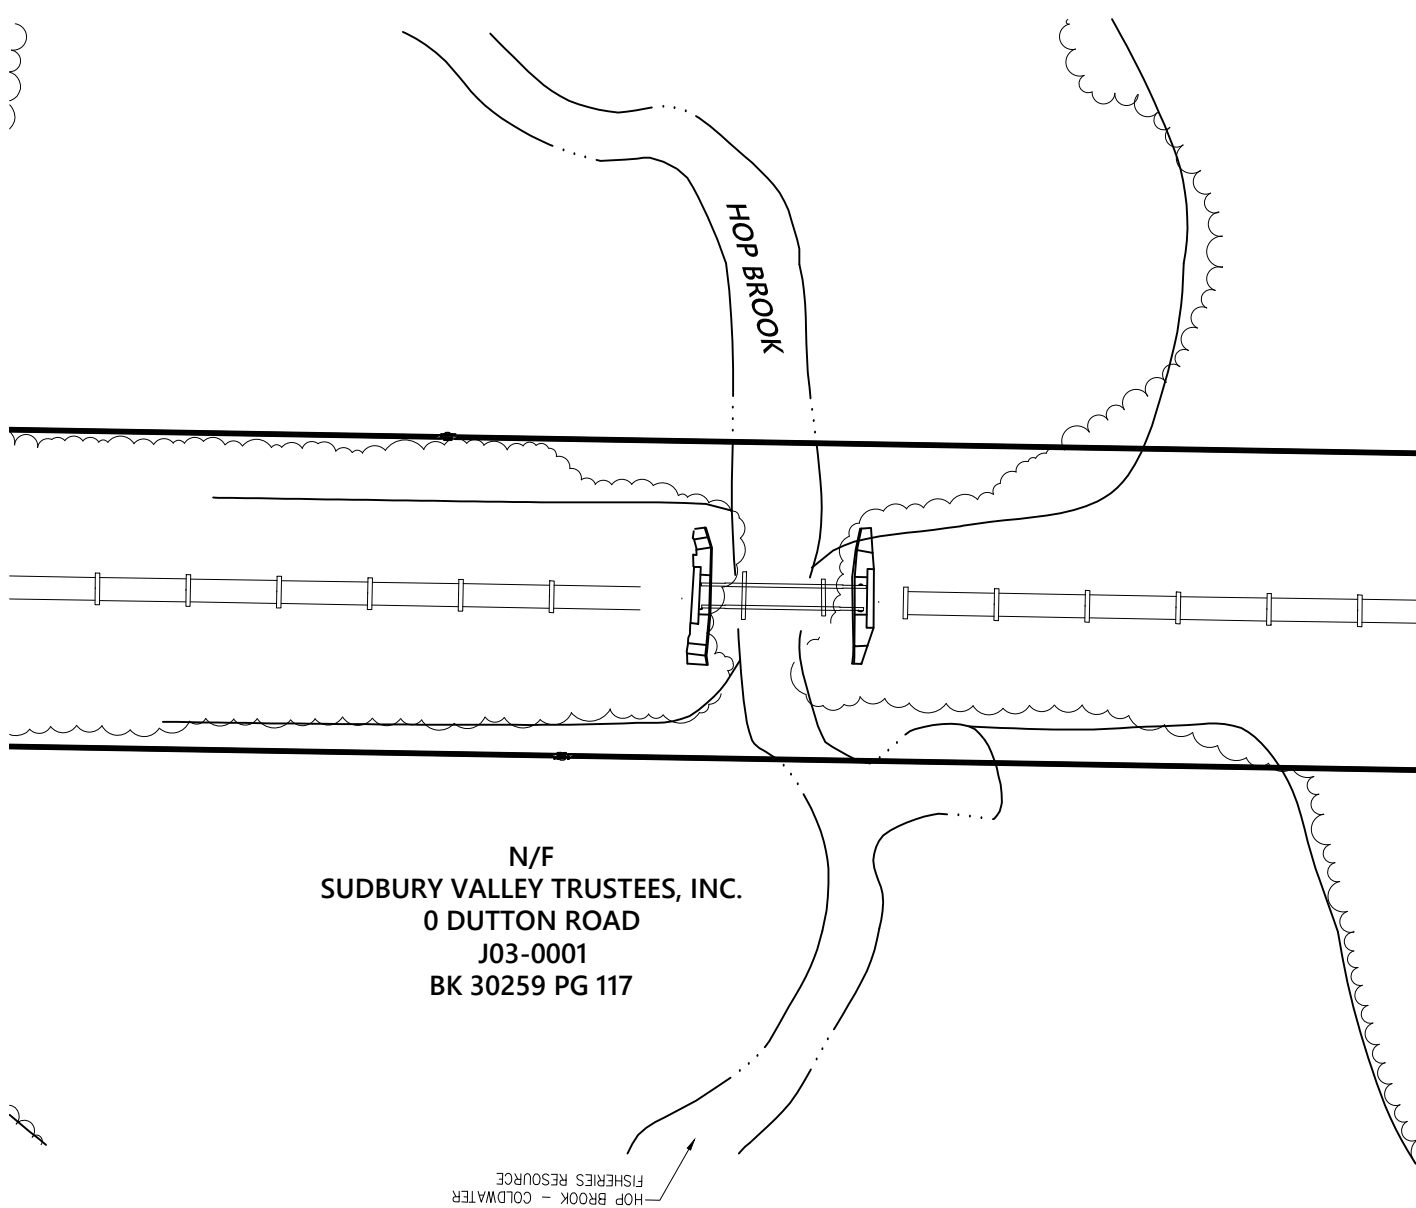 HOP BROOK
N/F
SUDBURY VALLEY TRUSTEES, INC.
0 DUTTON ROAD
J03-0001
BK 30259 PG 117
HOP BROOK - COLDWATER
FISHERIES RESOURCE